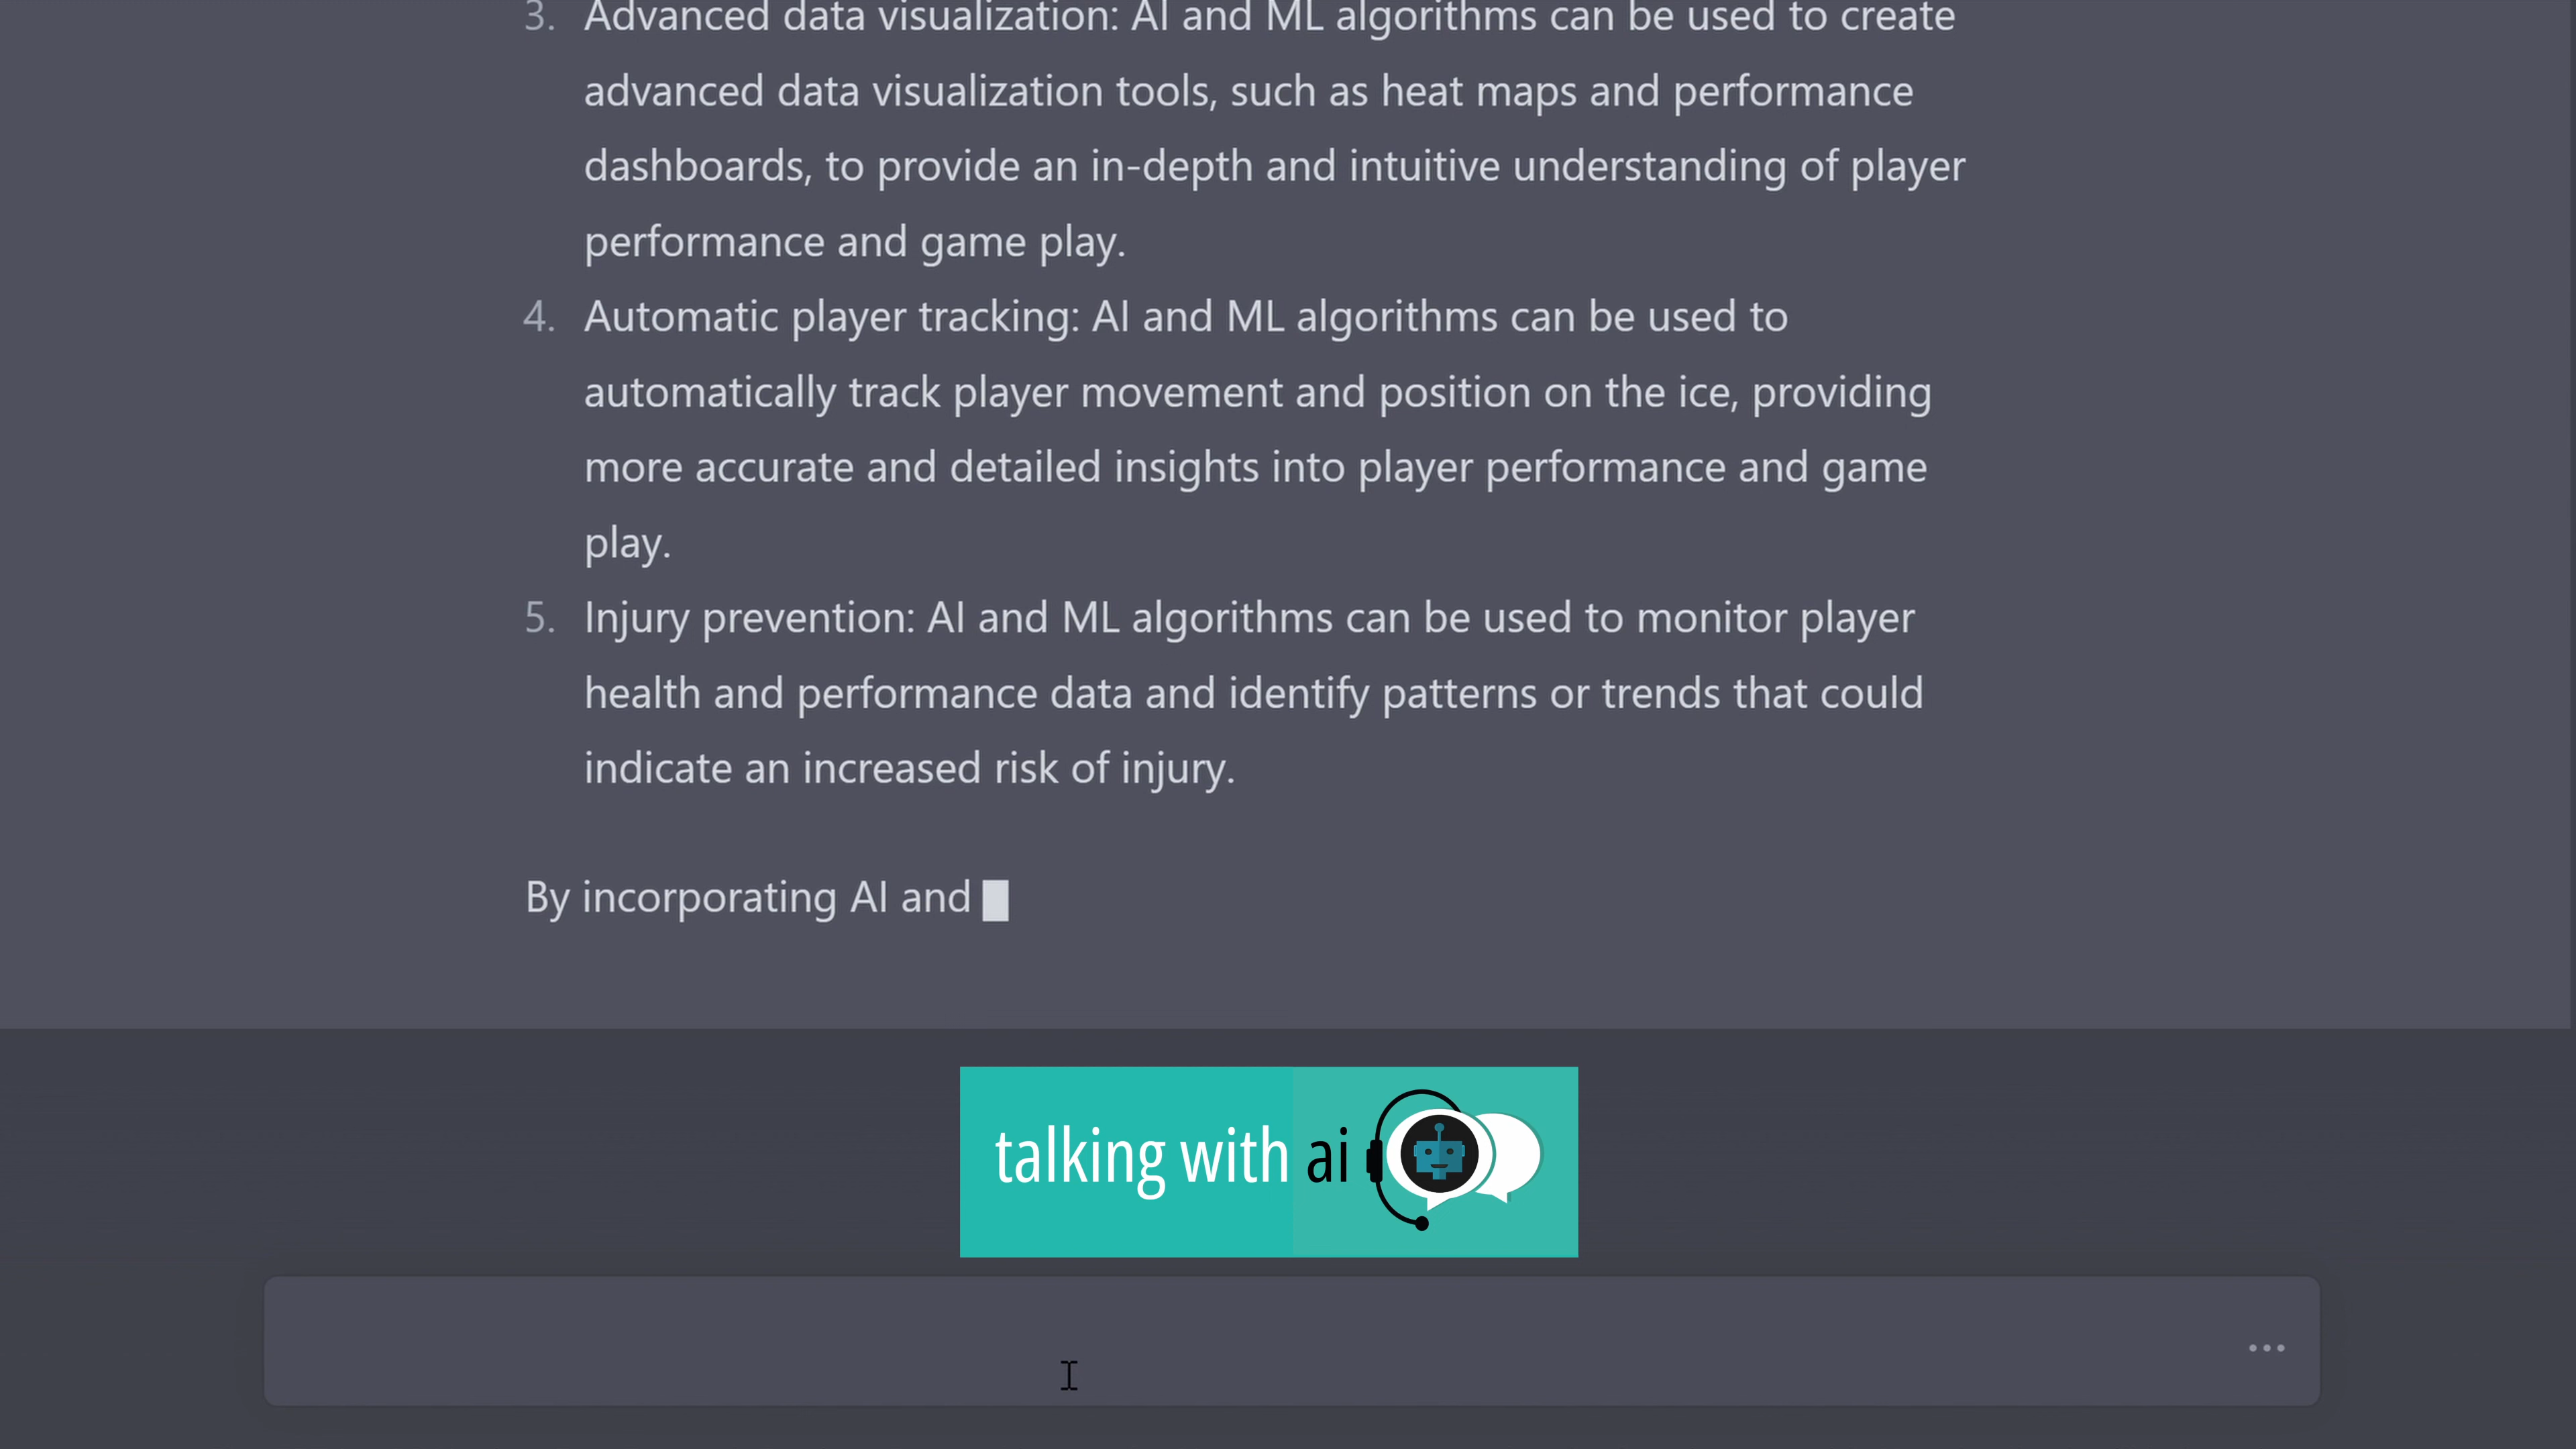 3. Advanced data visualization: AI and ML algorithms can be used to create
advanced data visualization tools, such as heat maps and performance
dashboards, to provide an in-depth and intuitive understanding of player
performance and game play.
4. Automatic player tracking: AI and ML algorithms can be used to
automatically track player movement and position on the ice, providing
more accurate and detailed insights into player performance and game
play.
5. Injury prevention: AI and ML algorithms can be used to monitor player
health and performance data and identify patterns or trends that could
indicate an increased risk of injury.
By incorporating AI and
talking with ai